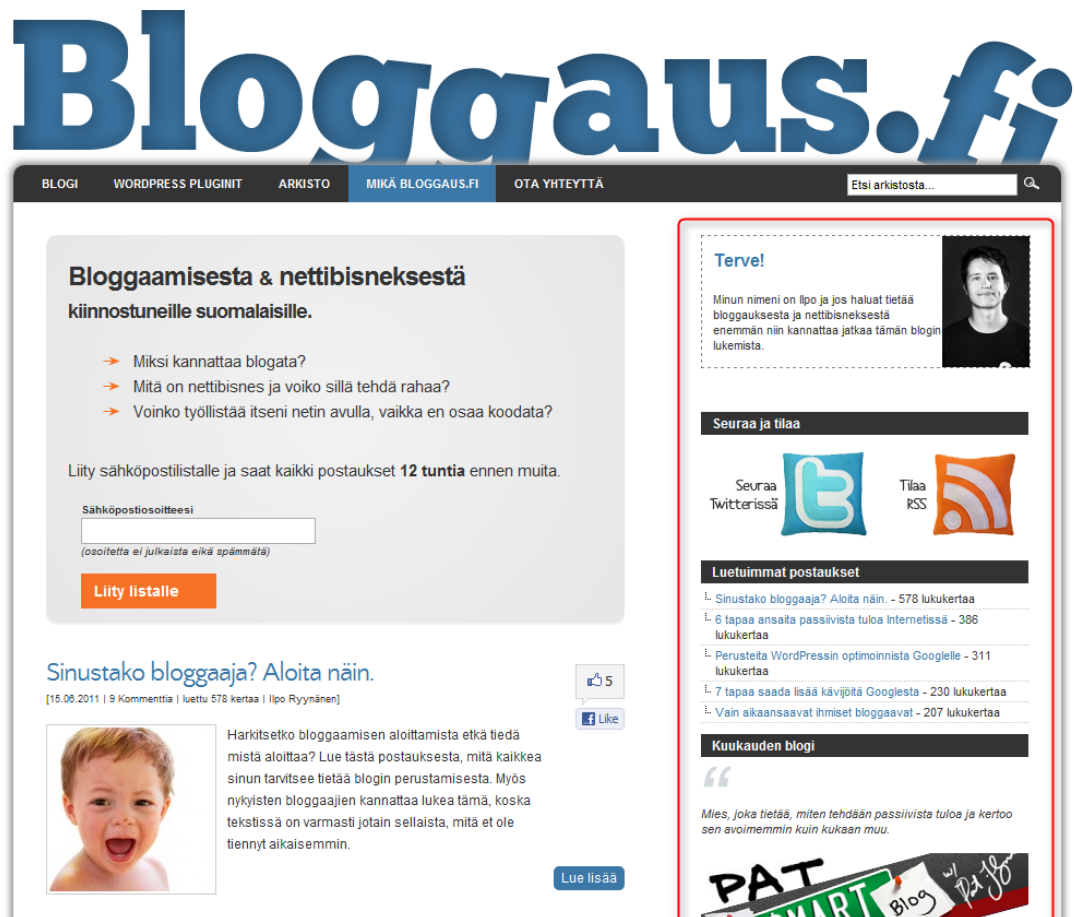 Bloggaus.fi
BLOGI WORDPRESS PLUGINIT ARKISTO MIKÄ BLOGGAUS.FI OTA YHTEYTTÄ Etsi arkistosta...
Bloggaamisesta & nettibisneksestä
kiinnostuneille suomalaisille.
Miksi kannattaa blogata?
Mitä on nettibisnes ja voiko sillä tehdä rahaa?
Voinko työllistää itseni netin avulla, vaikka en osaa koodata?
Liity sähköpostilistalle ja saat kaikki postaukset 12 tuntia ennen muita.
Sähköpostiosoitteesi
(osoitetta ei julkaista eikä spämmätä)
Liity listalle
Sinustako bloggaaja? Aloita näin.
[15.06.2011 | 9 Kommenttia | luettu 578 kertaa | Ilpo Ryynänen]
5
Like
Harkitsetko bloggaamisen aloittamista etkä tiedä
mistä aloittaa? Lue tästä postauksesta, mitä kaikkea
sinun tarvitsee tietää blogin perustamisesta. Myös
nykyisten bloggaajien kannattaa lukea tämä, koska
tekstissä on varmasti jotain sellaista, mitä et ole
tiennyt aikaisemmin.
Lue lisää
Terve!
Minun nimeni on Ilpo ja jos haluat tietää
bloggauksesta ja nettibisneksestä
enemmän niin kannattaa jatkaa tämän blogin
lukemista.
Seuraa ja tilaa
Seuraa
Twitterissä
Tilaa
RSS
Luetuimmat postaukset
Sinustako bloggaaja? Aloita näin. - 578 lukukertaa
6 tapaa ansaita passiivista tuloa Internetissä - 386
lukukertaa
Perusteita WordPressin optimoinnista Googlelle - 311
lukukertaa
7 tapaa saada lisää kävijöitä Googlesta - 230 lukukertaa
Vain aikaansaavat ihmiset bloggaavat - 207 lukukertaa
Kuukauden blogi
“
Mies, joka tietää, miten tehdään passiivista tuloa ja kertoo
sen avoimemmin kuin kukaan muu.
PAT
Blog w/ Pat